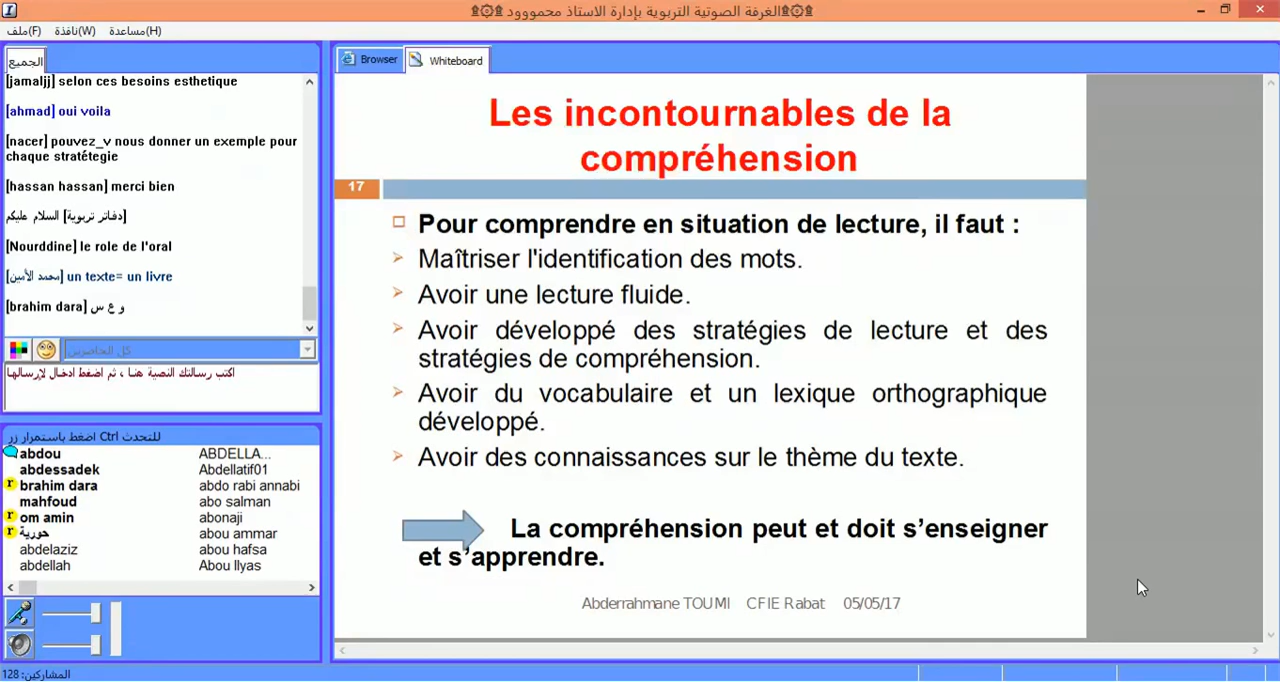 ۩۞۩الغرفة الصوتية التربوية بإدارة الاستاذ محمووود۩۞۩
ملف(F) نافذة(W) مساعدة(H)
الجميع
[jamaljj] selon ces besoins esthetique
[ahmad] oui voila
[nacer] pouvez_v nous donner un exemple pour
chaque stratétegie
[hassan hassan] merci bien
[دفاتر تربوية] السلام عليكم
[Nourddine] le role de l'oral
[محمد الأمين] un texte= un livre
[brahim dara] و ع س
كل الحاضرين
اكتب رسالتك النصية هنا ، ثم اضغط ادخال لإرسالها
للتحدث Ctrl اضغط باستمرار زر
abdou ABDELLA...
abdessadek Abdellatif01
brahim dara abdo rabi annabi
mahfoud abo salman
om amin abonaji
حورية abou ammar
abdelaziz abou hafsa
abdellah Abou Ilyas
المشاركين: 128
Browser Whiteboard
Les incontournables de la
compréhension
17
Pour comprendre en situation de lecture, il faut :
Maîtriser l'identification des mots.
Avoir une lecture fluide.
Avoir développé des stratégies de lecture et des
stratégies de compréhension.
Avoir du vocabulaire et un lexique orthographique
développé.
Avoir des connaissances sur le thème du texte.
La compréhension peut et doit s’enseigner
et s’apprendre.
Abderrahmane TOUMI CFIE Rabat 05/05/17